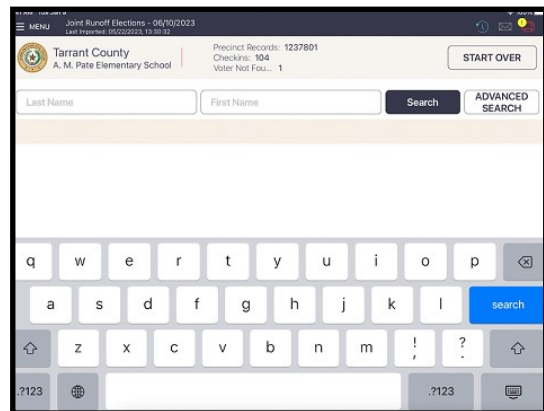 MENU
Joint Runoff Elections - 06/10/2023
Last Imported: 05/22/2023, 13:30:32
Tarrant County
A. M. Pate Elementary School
Precinct Records: 1237801
Checkins: 104
Voter Not Fou... 1
START OVER
Last Name
First Name
Search
ADVANCED
SEARCH
q w e r t y u i o p
a s d f g h j k l search
z x c v b n m ! , ? .
.?123 .?123